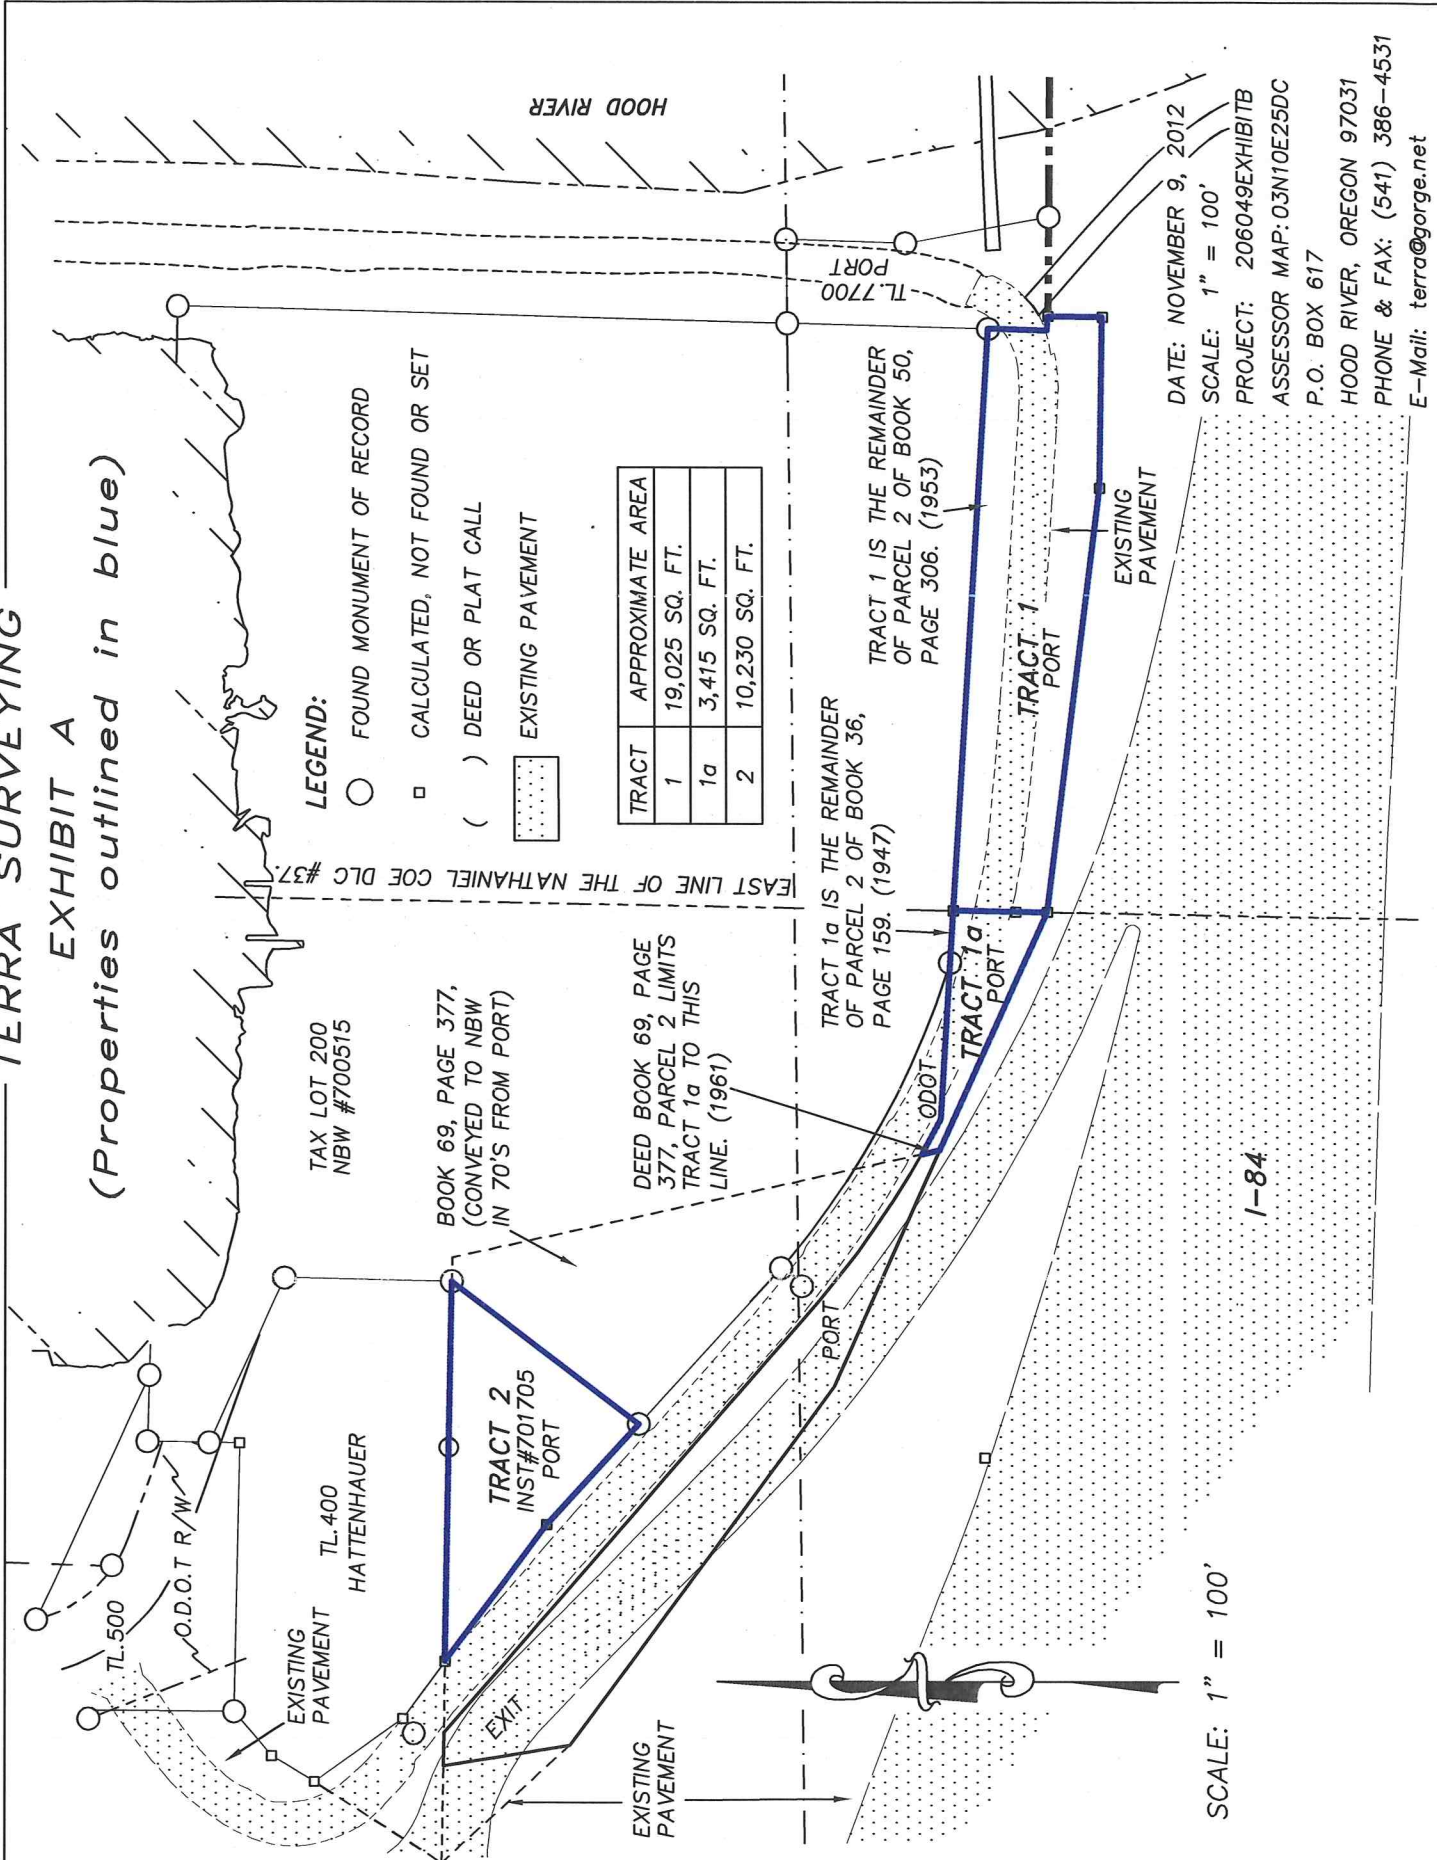 TERRA SURVEYING
EXHIBIT A
(Properties outlined in blue)
LEGEND:
FOUND MONUMENT OF RECORD
CALCULATED, NOT FOUND OR SET
( ) DEED OR PLAT CALL
EXISTING PAVEMENT
TRACT APPROXIMATE AREA
1 19,025 SQ. FT.
1a 3,415 SQ. FT.
2 10,230 SQ. FT.
HOOD RIVER
TL.500
O.D.O.T R/W
EXISTING
PAVEMENT
TL.400
HATTENHAUER
TAX LOT 200
NBW #700515
BOOK 69, PAGE 377,
(CONVEYED TO NBW
IN 70'S FROM PORT)
TRACT 2
INST#701705
PORT
DEED BOOK 69, PAGE
377, PARCEL 2 LIMITS
TRACT 1a TO THIS
LINE. (1961)
EAST LINE OF THE NATHANIEL COE DLC #37.
TRACT 1a IS THE REMAINDER
OF PARCEL 2 OF BOOK 36,
PAGE 159. (1947)
TRACT 1 IS THE REMAINDER
OF PARCEL 2 OF BOOK 50,
PAGE 306. (1953)
TL.7700
PORT
EXIT
PORT
ODOT
TRACT 1a
PORT
TRACT 1
PORT
EXISTING
PAVEMENT
EXISTING
PAVEMENT
I-84
SCALE: 1" = 100'
DATE: NOVEMBER 9, 2012
SCALE: 1" = 100'
PROJECT: 206049EXHIBITB
ASSESSOR MAP: 03N10E25DC
P.O. BOX 617
HOOD RIVER, OREGON 97031
PHONE & FAX: (541) 386-4531
E-Mail: terra@gorge.net